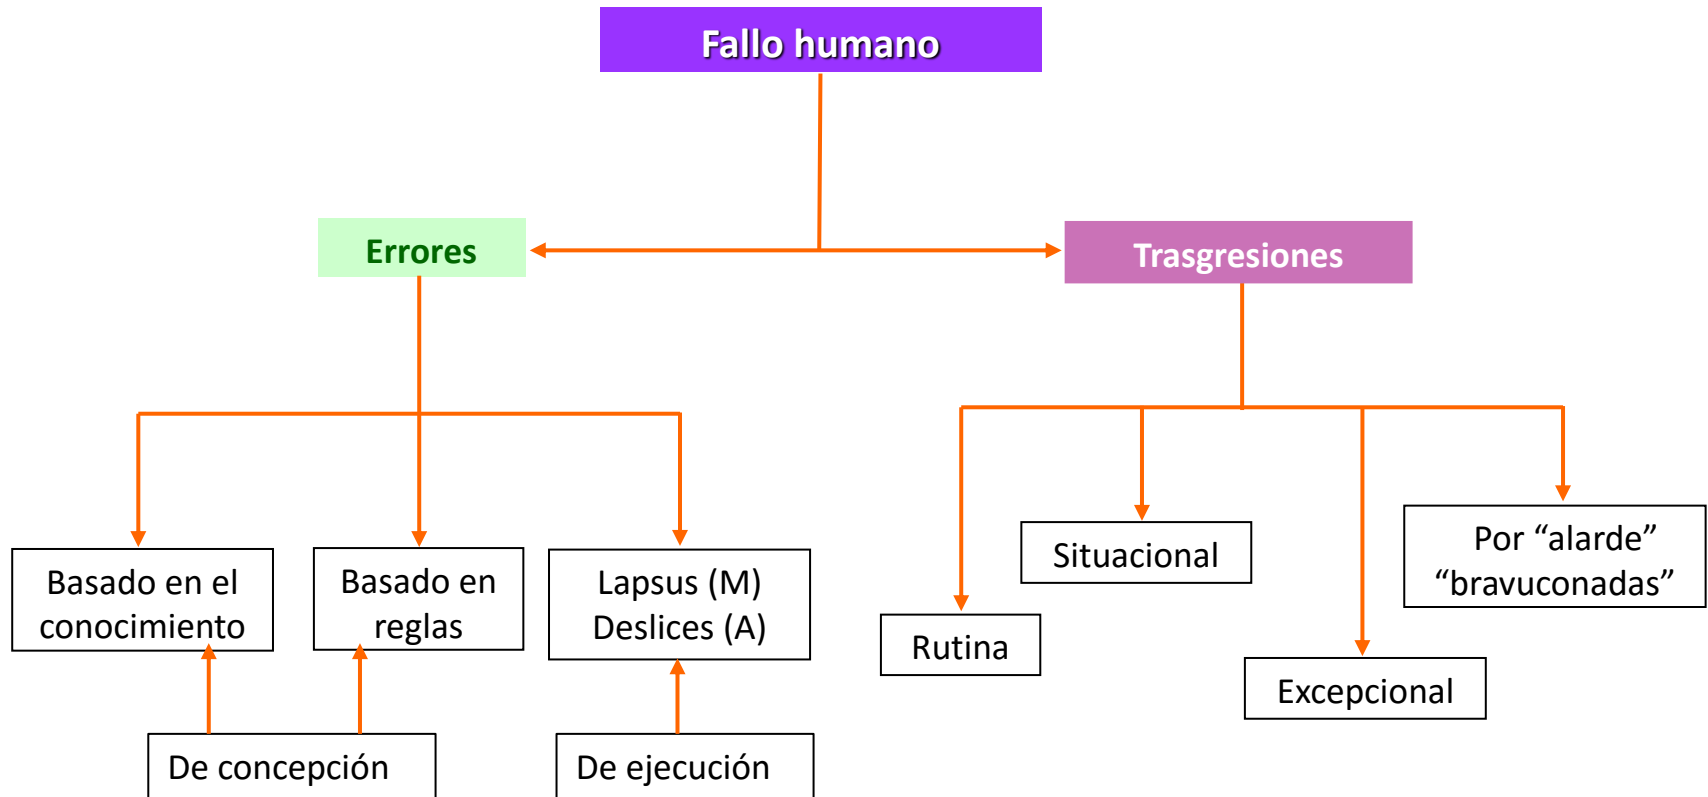 Fallo humano
Errores
Trasgresiones
Basado en el
conocimiento
Basado en
reglas
Lapsus (M)
Deslices (A)
Rutina
Situacional
Excepcional
Por “alarde”
“bravuconadas”
De concepción
De ejecución